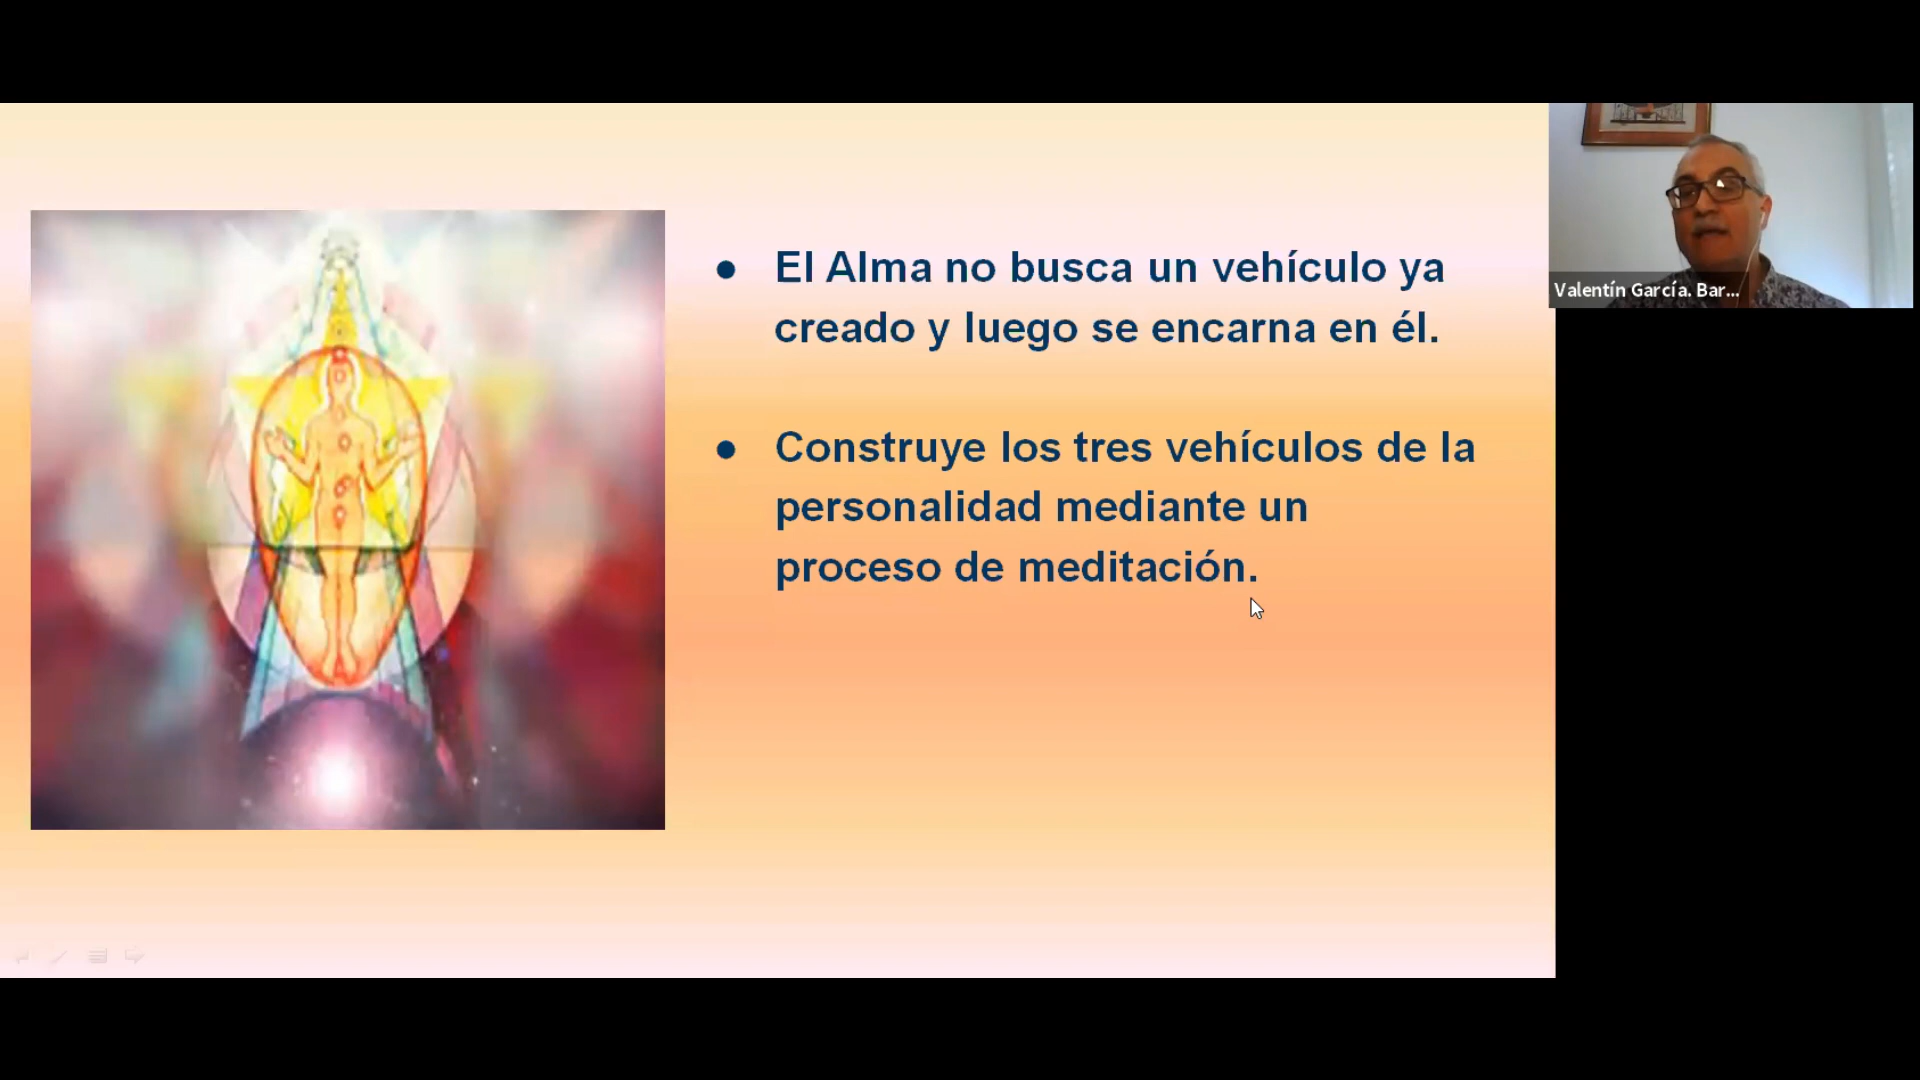 ● El Alma no busca un vehículo ya
creado y luego se encarna en él.
● Construye los tres vehículos de la
personalidad mediante un
proceso de meditación.
Valentín García. Bar...